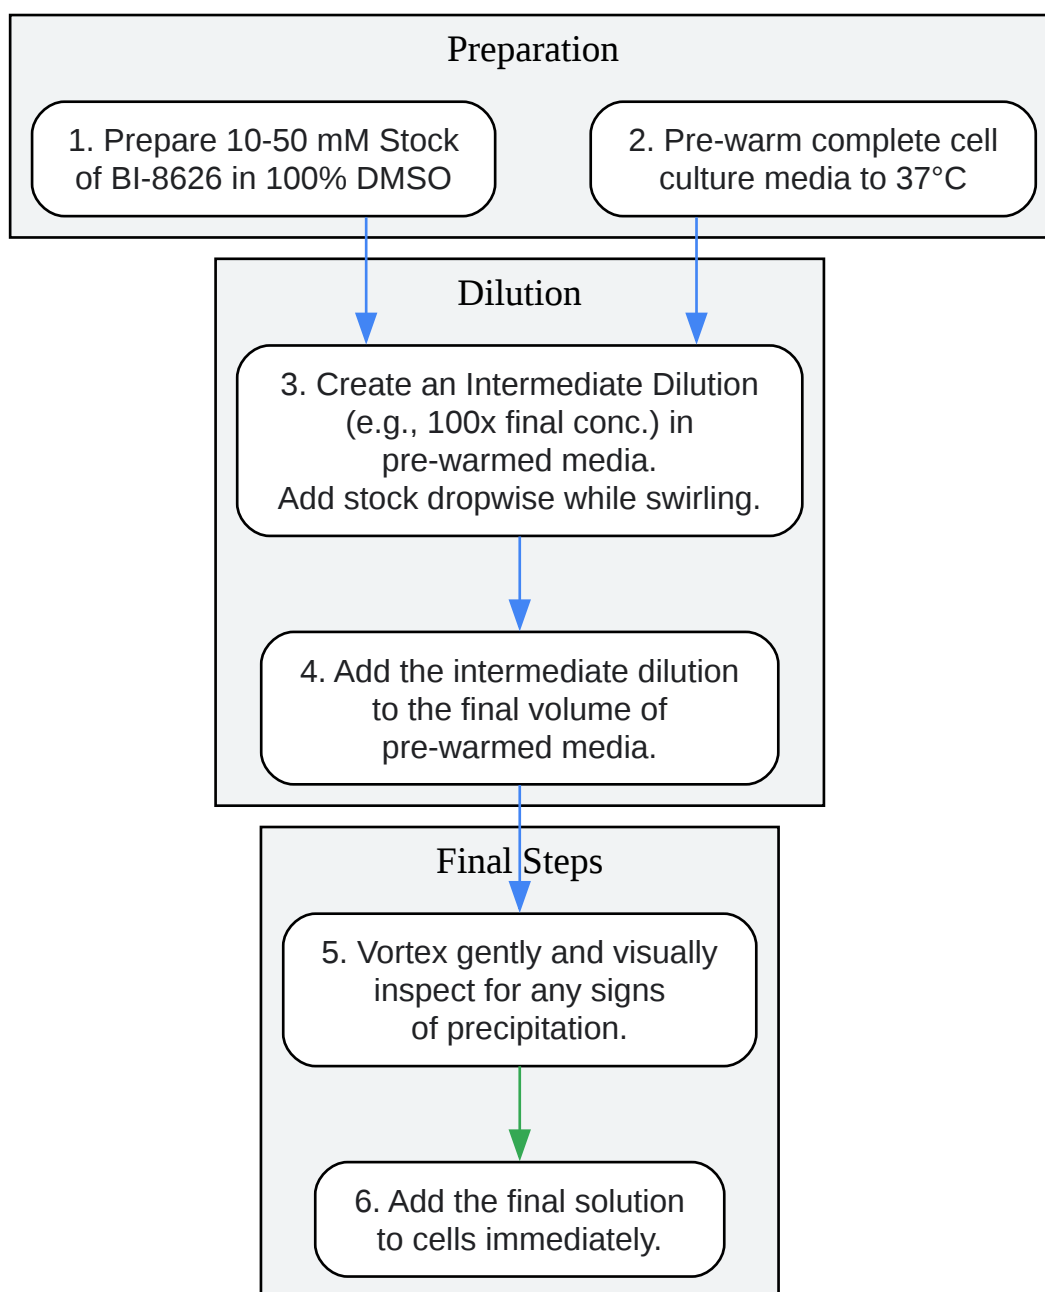 Preparation
1. Prepare 10-50 mM Stock
of BI-8626 in 100% DMSO
2. Pre-warm complete cell
culture media to 37°C
Dilution
3. Create an Intermediate Dilution
(e.g., 100x final conc.) in
pre-warmed media.
Add stock dropwise while swirling.
4. Add the intermediate dilution
to the final volume of
pre-warmed media.
Final Steps
5. Vortex gently and visually
inspect for any signs
of precipitation.
6. Add the final solution
to cells immediately.